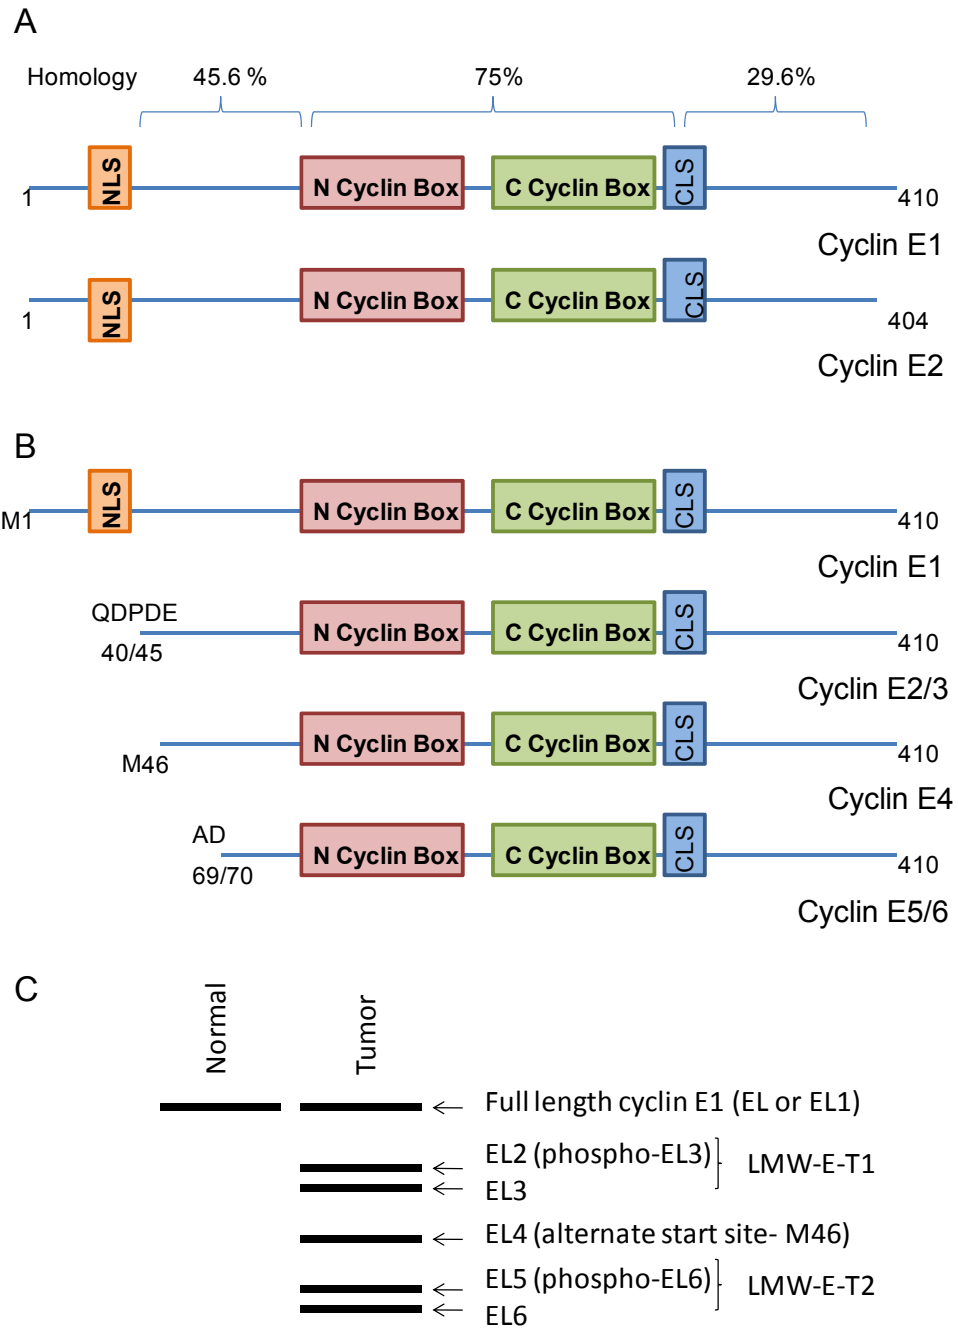 A
Homology 45.6 % 75% 29.6%
NLS N Cyclin Box C Cyclin Box CLS
1 410
Cyclin E1
NLS N Cyclin Box C Cyclin Box CLS
1 404
Cyclin E2
B
NLS N Cyclin Box C Cyclin Box CLS
M1 410
Cyclin E1
QDPDE
N Cyclin Box C Cyclin Box CLS
40/45 410
Cyclin E2/3
N Cyclin Box C Cyclin Box CLS
M46 410
Cyclin E4
AD
N Cyclin Box C Cyclin Box CLS
69/70 410
Cyclin E5/6
C
Normal Tumor
Full length cyclin E1 (EL or EL1)
EL2 (phospho-EL3) LMW-E-T1
EL3
EL4 (alternate start site- M46)
EL5 (phospho-EL6) LMW-E-T2
EL6